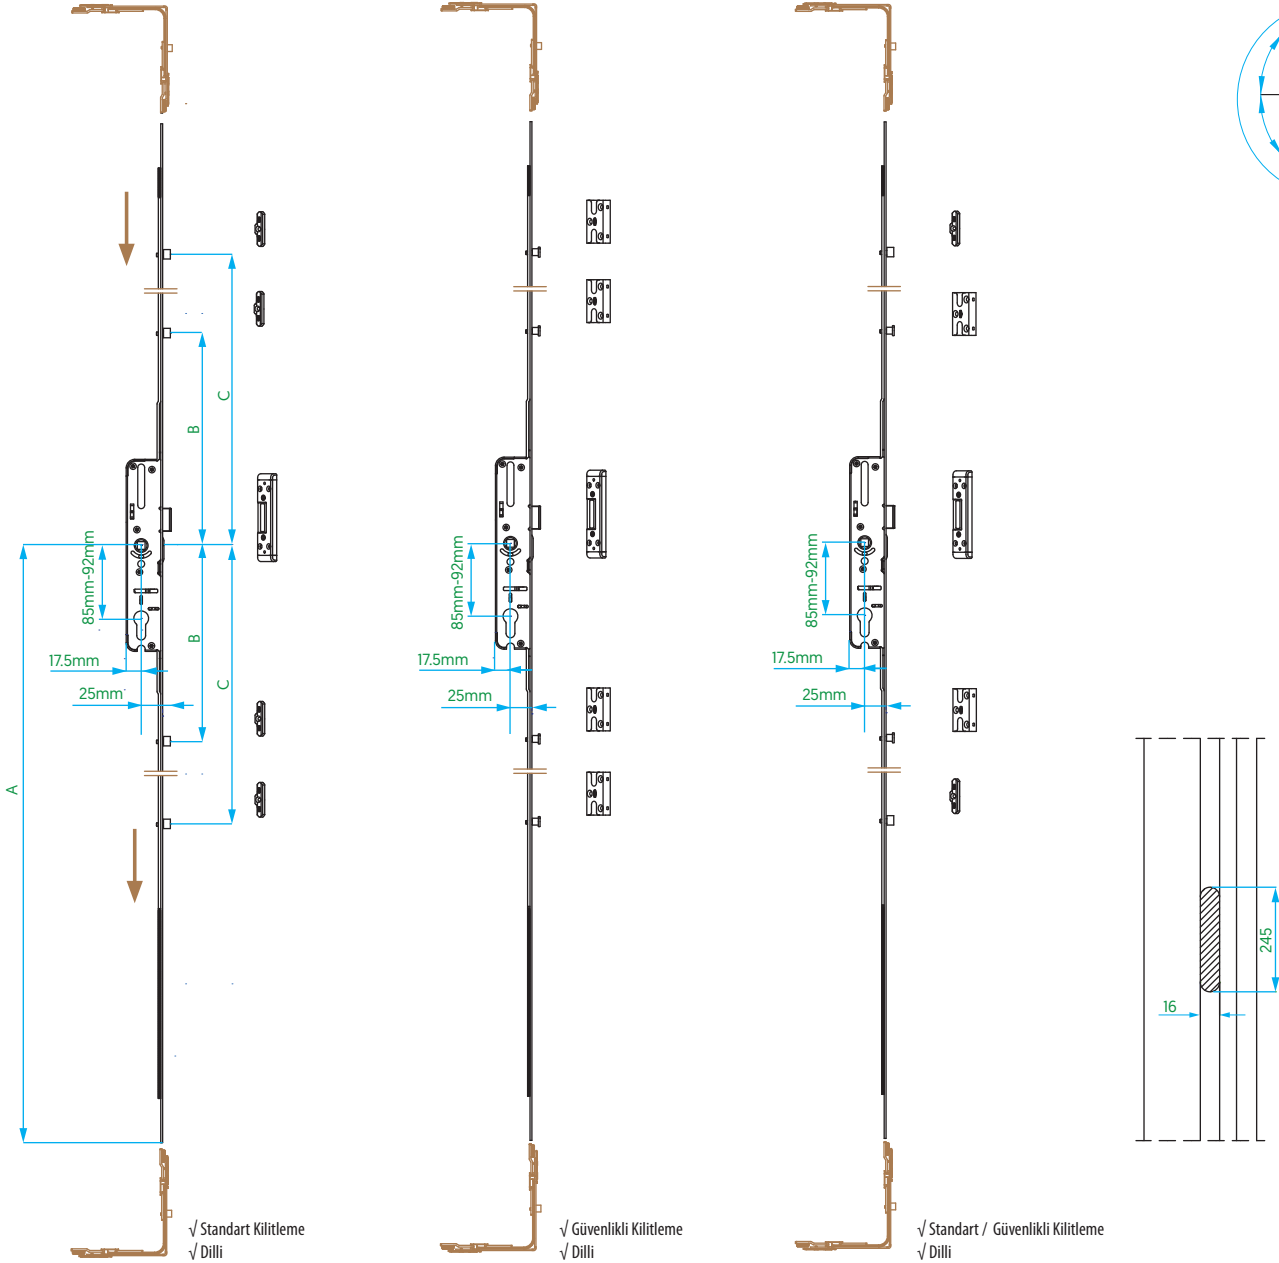 C
B
85mm-92mm
B
17.5mm
C
25mm
A
85mm-92mm
17.5mm
25mm
85mm-92mm
17.5mm
25mm
245
16
√ Standart Kilitleme
√ Dilli
√ Güvenlikli Kilitleme
√ Dilli
√ Standart / Güvenlikli Kilitleme
√ Dilli